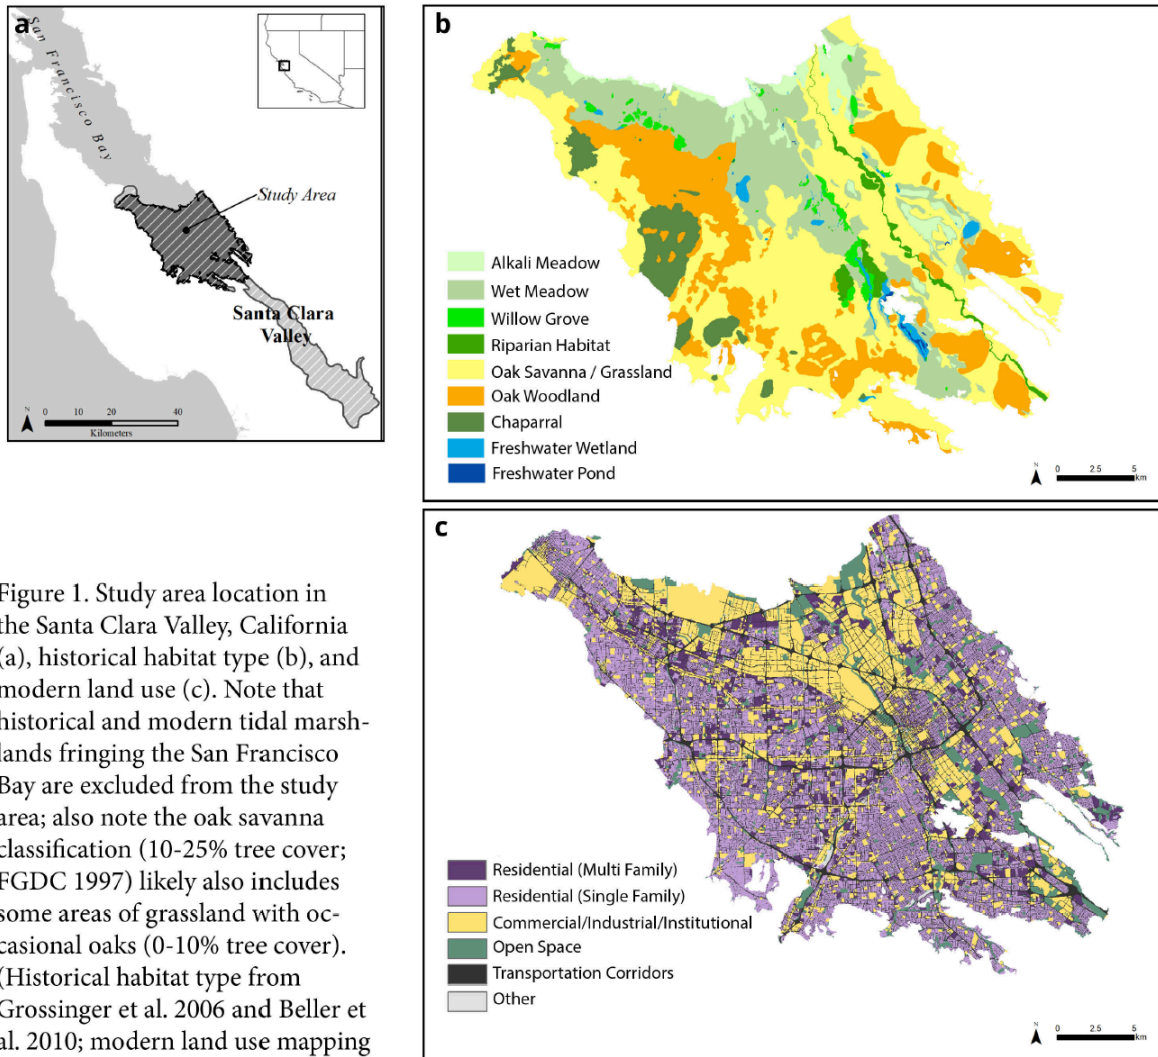 a
San Francisco Bay
Study Area
Santa Clara
Valley
N
0 10 20 40
Kilometers
b
Alkali Meadow
Wet Meadow
Willow Grove
Riparian Habitat
Oak Savanna / Grassland
Oak Woodland
Chaparral
Freshwater Wetland
Freshwater Pond
N
0 2.5 5
km
Figure 1. Study area location in
the Santa Clara Valley, California
(a), historical habitat type (b), and
modern land use (c). Note that
historical and modern tidal marsh-
lands fringing the San Francisco
Bay are excluded from the study
area; also note the oak savanna
classification (10-25% tree cover;
FGDC 1997) likely also includes
some areas of grassland with oc-
casional oaks (0-10% tree cover).
(Historical habitat type from
Grossinger et al. 2006 and Beller et
al. 2010; modern land use mapping
c
Residential (Multi Family)
Residential (Single Family)
Commercial/Industrial/Institutional
Open Space
Transportation Corridors
Other
N
0 2.5 5
km